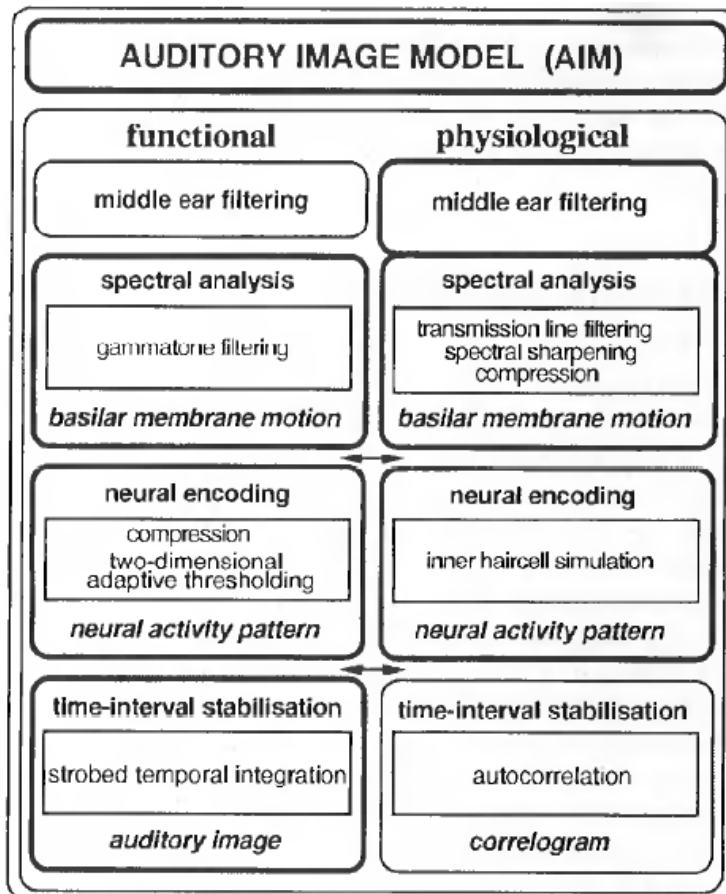 AUDITORY IMAGE MODEL (AIM)
functional
middle ear filtering
spectral analysis
gammatone filtering
basilar membrane motion
neural encoding
compression
two-dimensional
adaptive thresholding
neural activity pattern
time-interval stabilisation
strobed temporal integration
auditory image
physiological
middle ear filtering
spectral analysis
transmission line filtering
spectral sharpening
compression
basilar membrane motion
neural encoding
inner haircell simulation
neural activity pattern
time-interval stabilisation
autocorrelation
correlogram